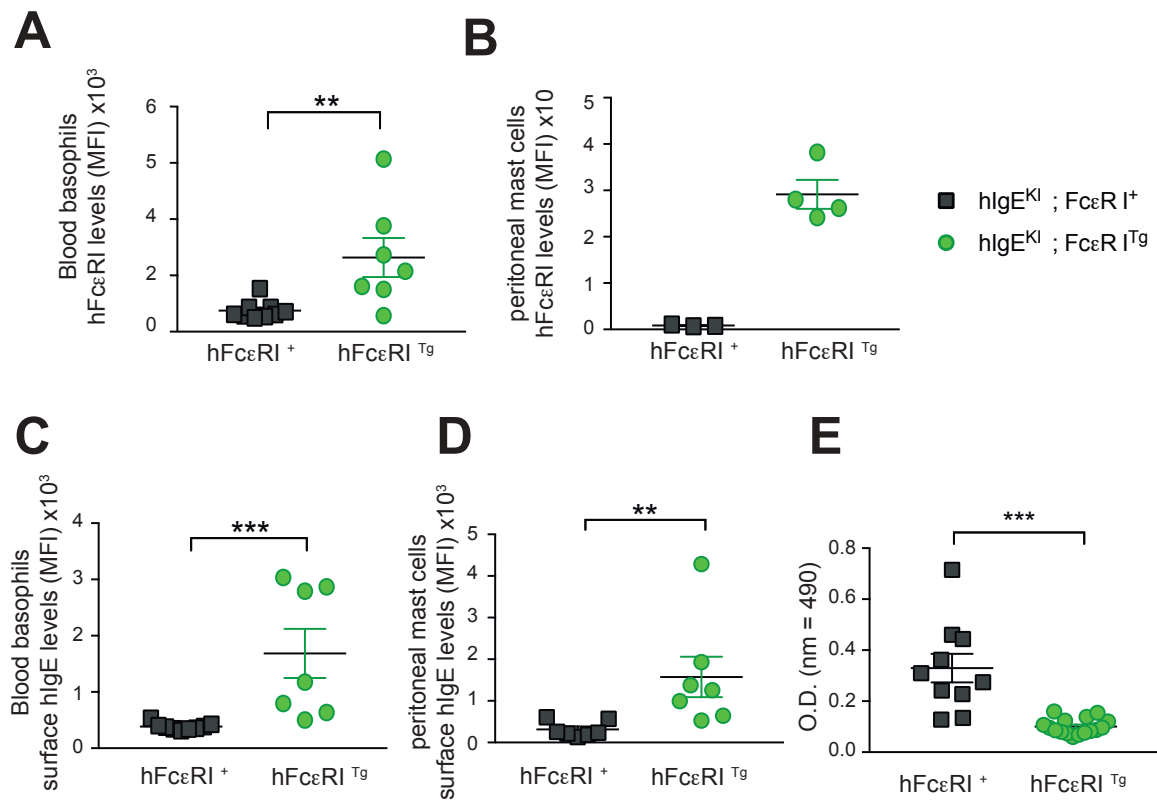 A
Blood basophils
hFcεRI levels (MFI) x10³
6
5
4
2
0
**
hFcεRI +
hFcεRI Tg
B
peritoneal mast cells
hFcεRI levels (MFI) x10
5
4
3
2
1
0
hFcεRI +
hFcεRI Tg
hIgEKI ; FcεR I+
hIgEKI ; FcεR ITg
C
Blood basophils
surface hIgE levels (MFI) x10³
4
3
2
1
0
***
hFcεRI +
hFcεRI Tg
D
peritoneal mast cells
surface hIgE levels (MFI) x10³
5
4
1
2
1
0
**
hFcεRI +
hFcεRI Tg
E
O.D. (nm = 490)
0.8
0.6
0.4
0.2
0.0
***
hFcεRI +
hFcεRI Tg